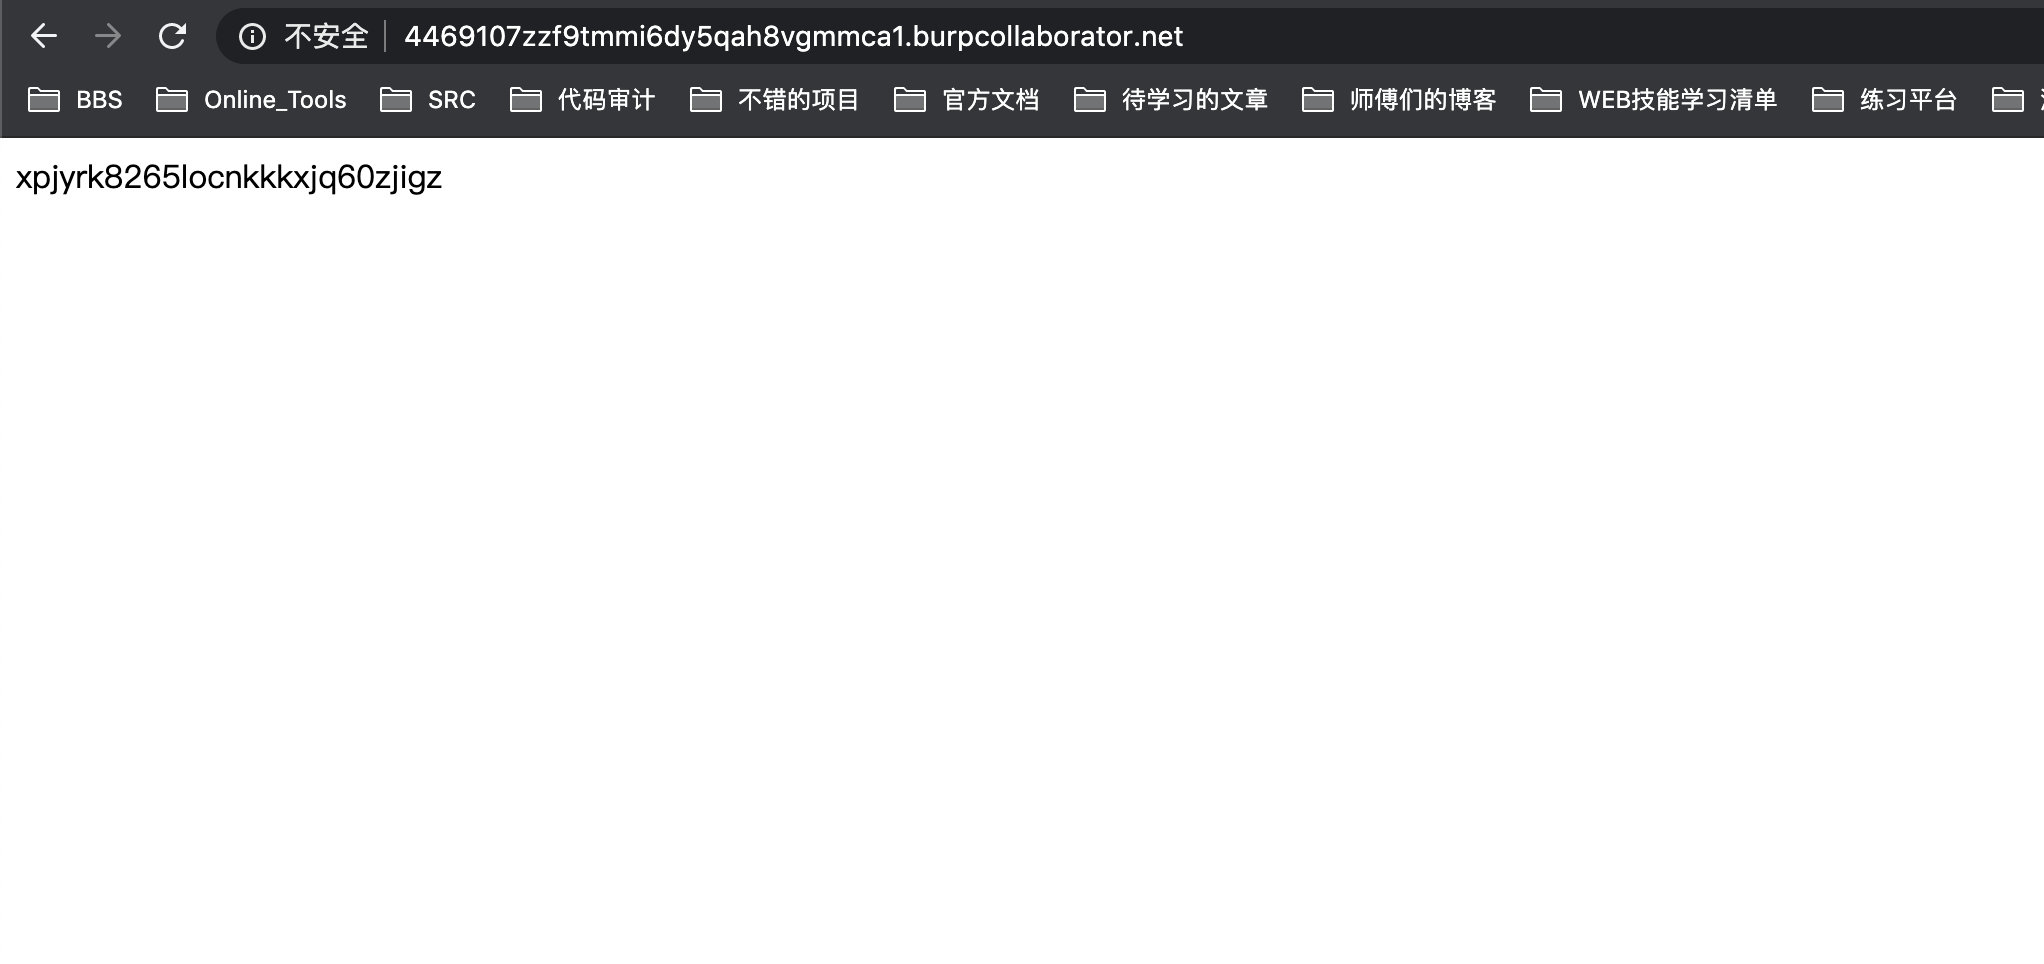 不安全 4469107zzf9tmmi6dy5qah8vgmmca1.burpcollaborator.net
BBS Online_Tools SRC 代码审计 不错的项目 官方文档 待学习的文章 师傅们的博客 WEB技能学习清单 练习平台
xpjyrk8265locnkkkxjq60zjigz